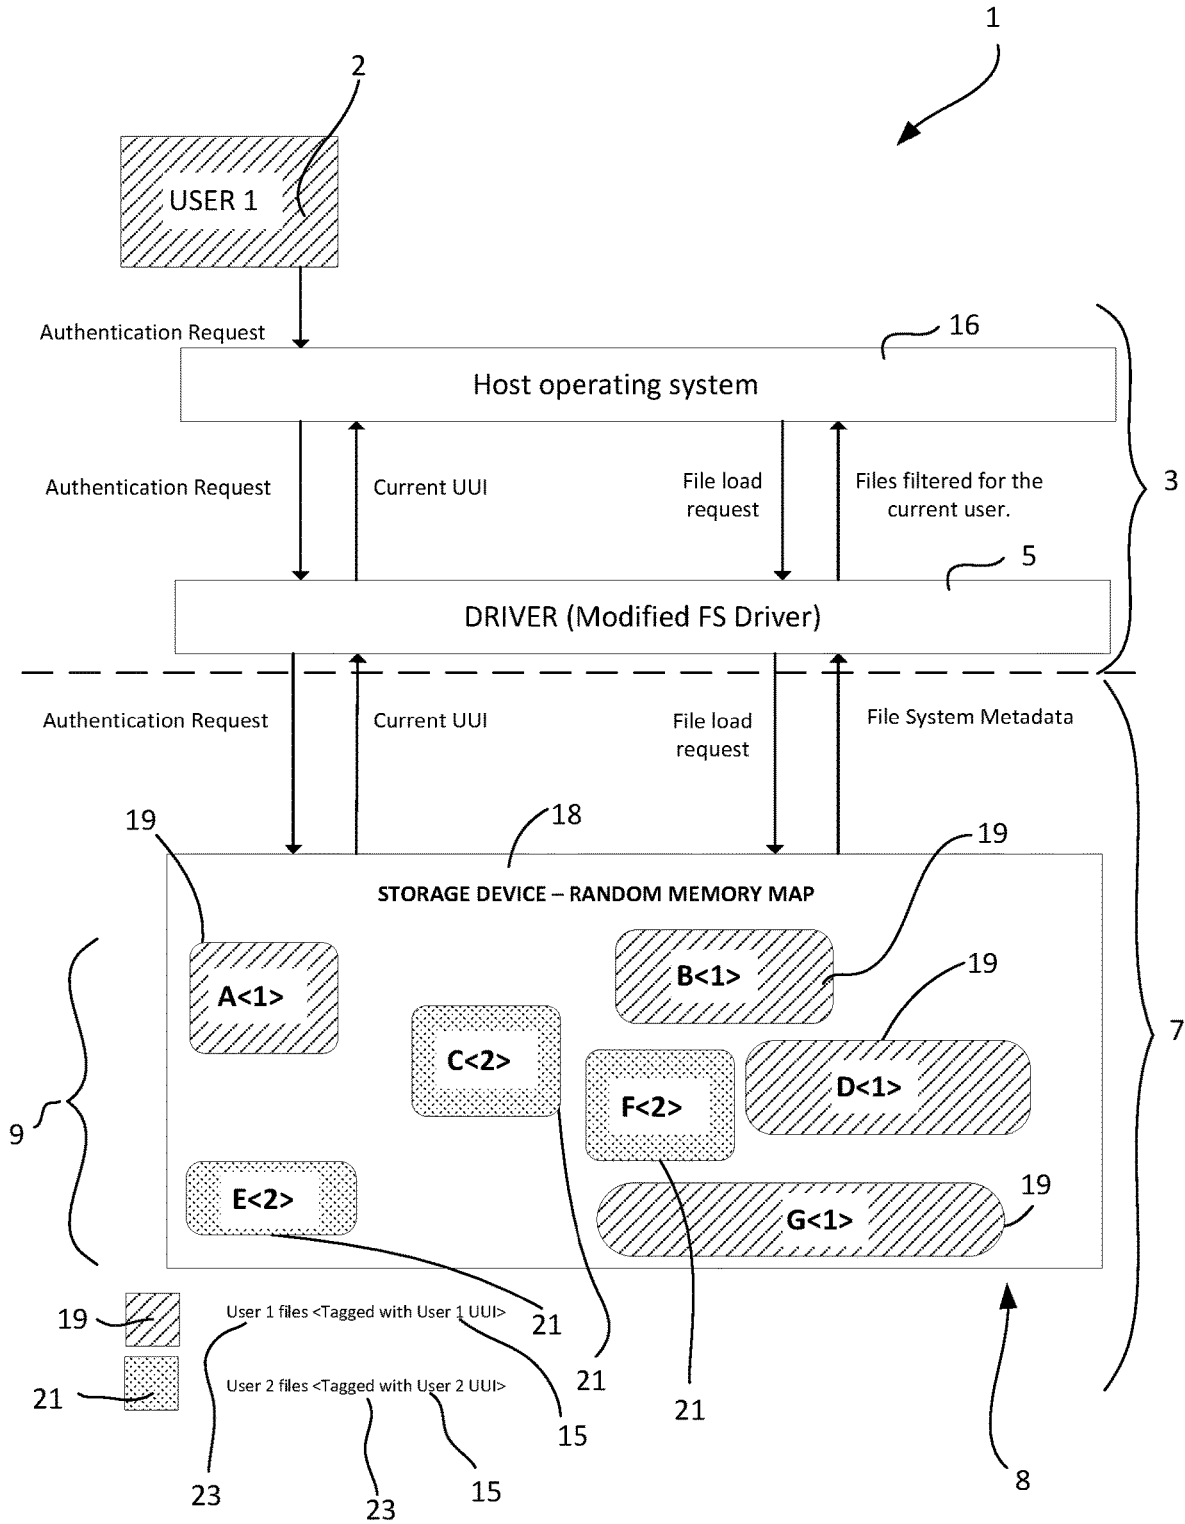 1
2
USER 1
Authentication Request
16
Host operating system
Authentication Request
Current UUI
File load
request
Files filtered for the
current user.
3
5
DRIVER (Modified FS Driver)
Authentication Request
Current UUI
File load
request
File System Metadata
19
18
19
STORAGE DEVICE – RANDOM MEMORY MAP
A<1>
B<1>
19
7
C<2>
D<1>
F<2>
9
E<2>
G<1>
19
19
User 1 files <Tagged with User 1 UUI>
21
21
21
User 2 files <Tagged with User 2 UUI>
21
15
23
15
23
8